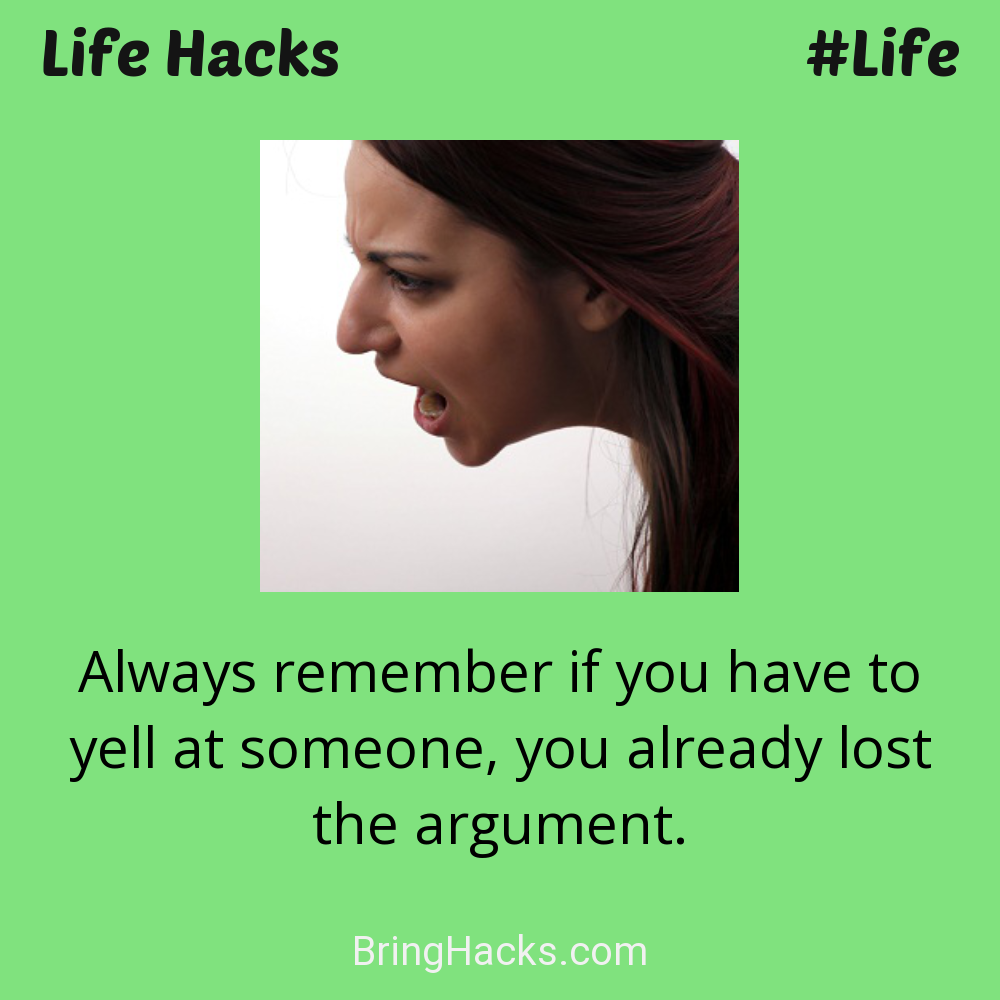 Life Hacks
#Life
Always remember if you have to
yell at someone, you already lost
the argument.
BringHacks.com